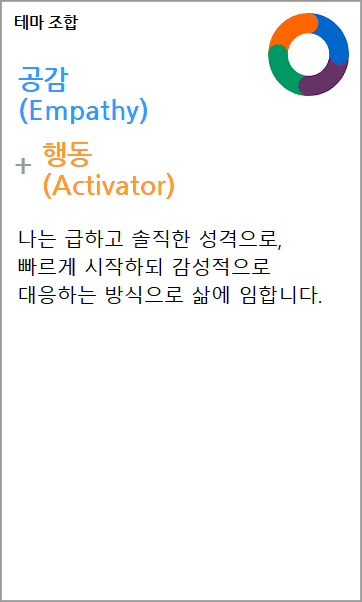 테마 조합
공감
(Empathy)
+ 행동
(Activator)
나는 급하고 솔직한 성격으로,
빠르게 시작하되 감성적으로
대응하는 방식으로 삶에 임합니다.